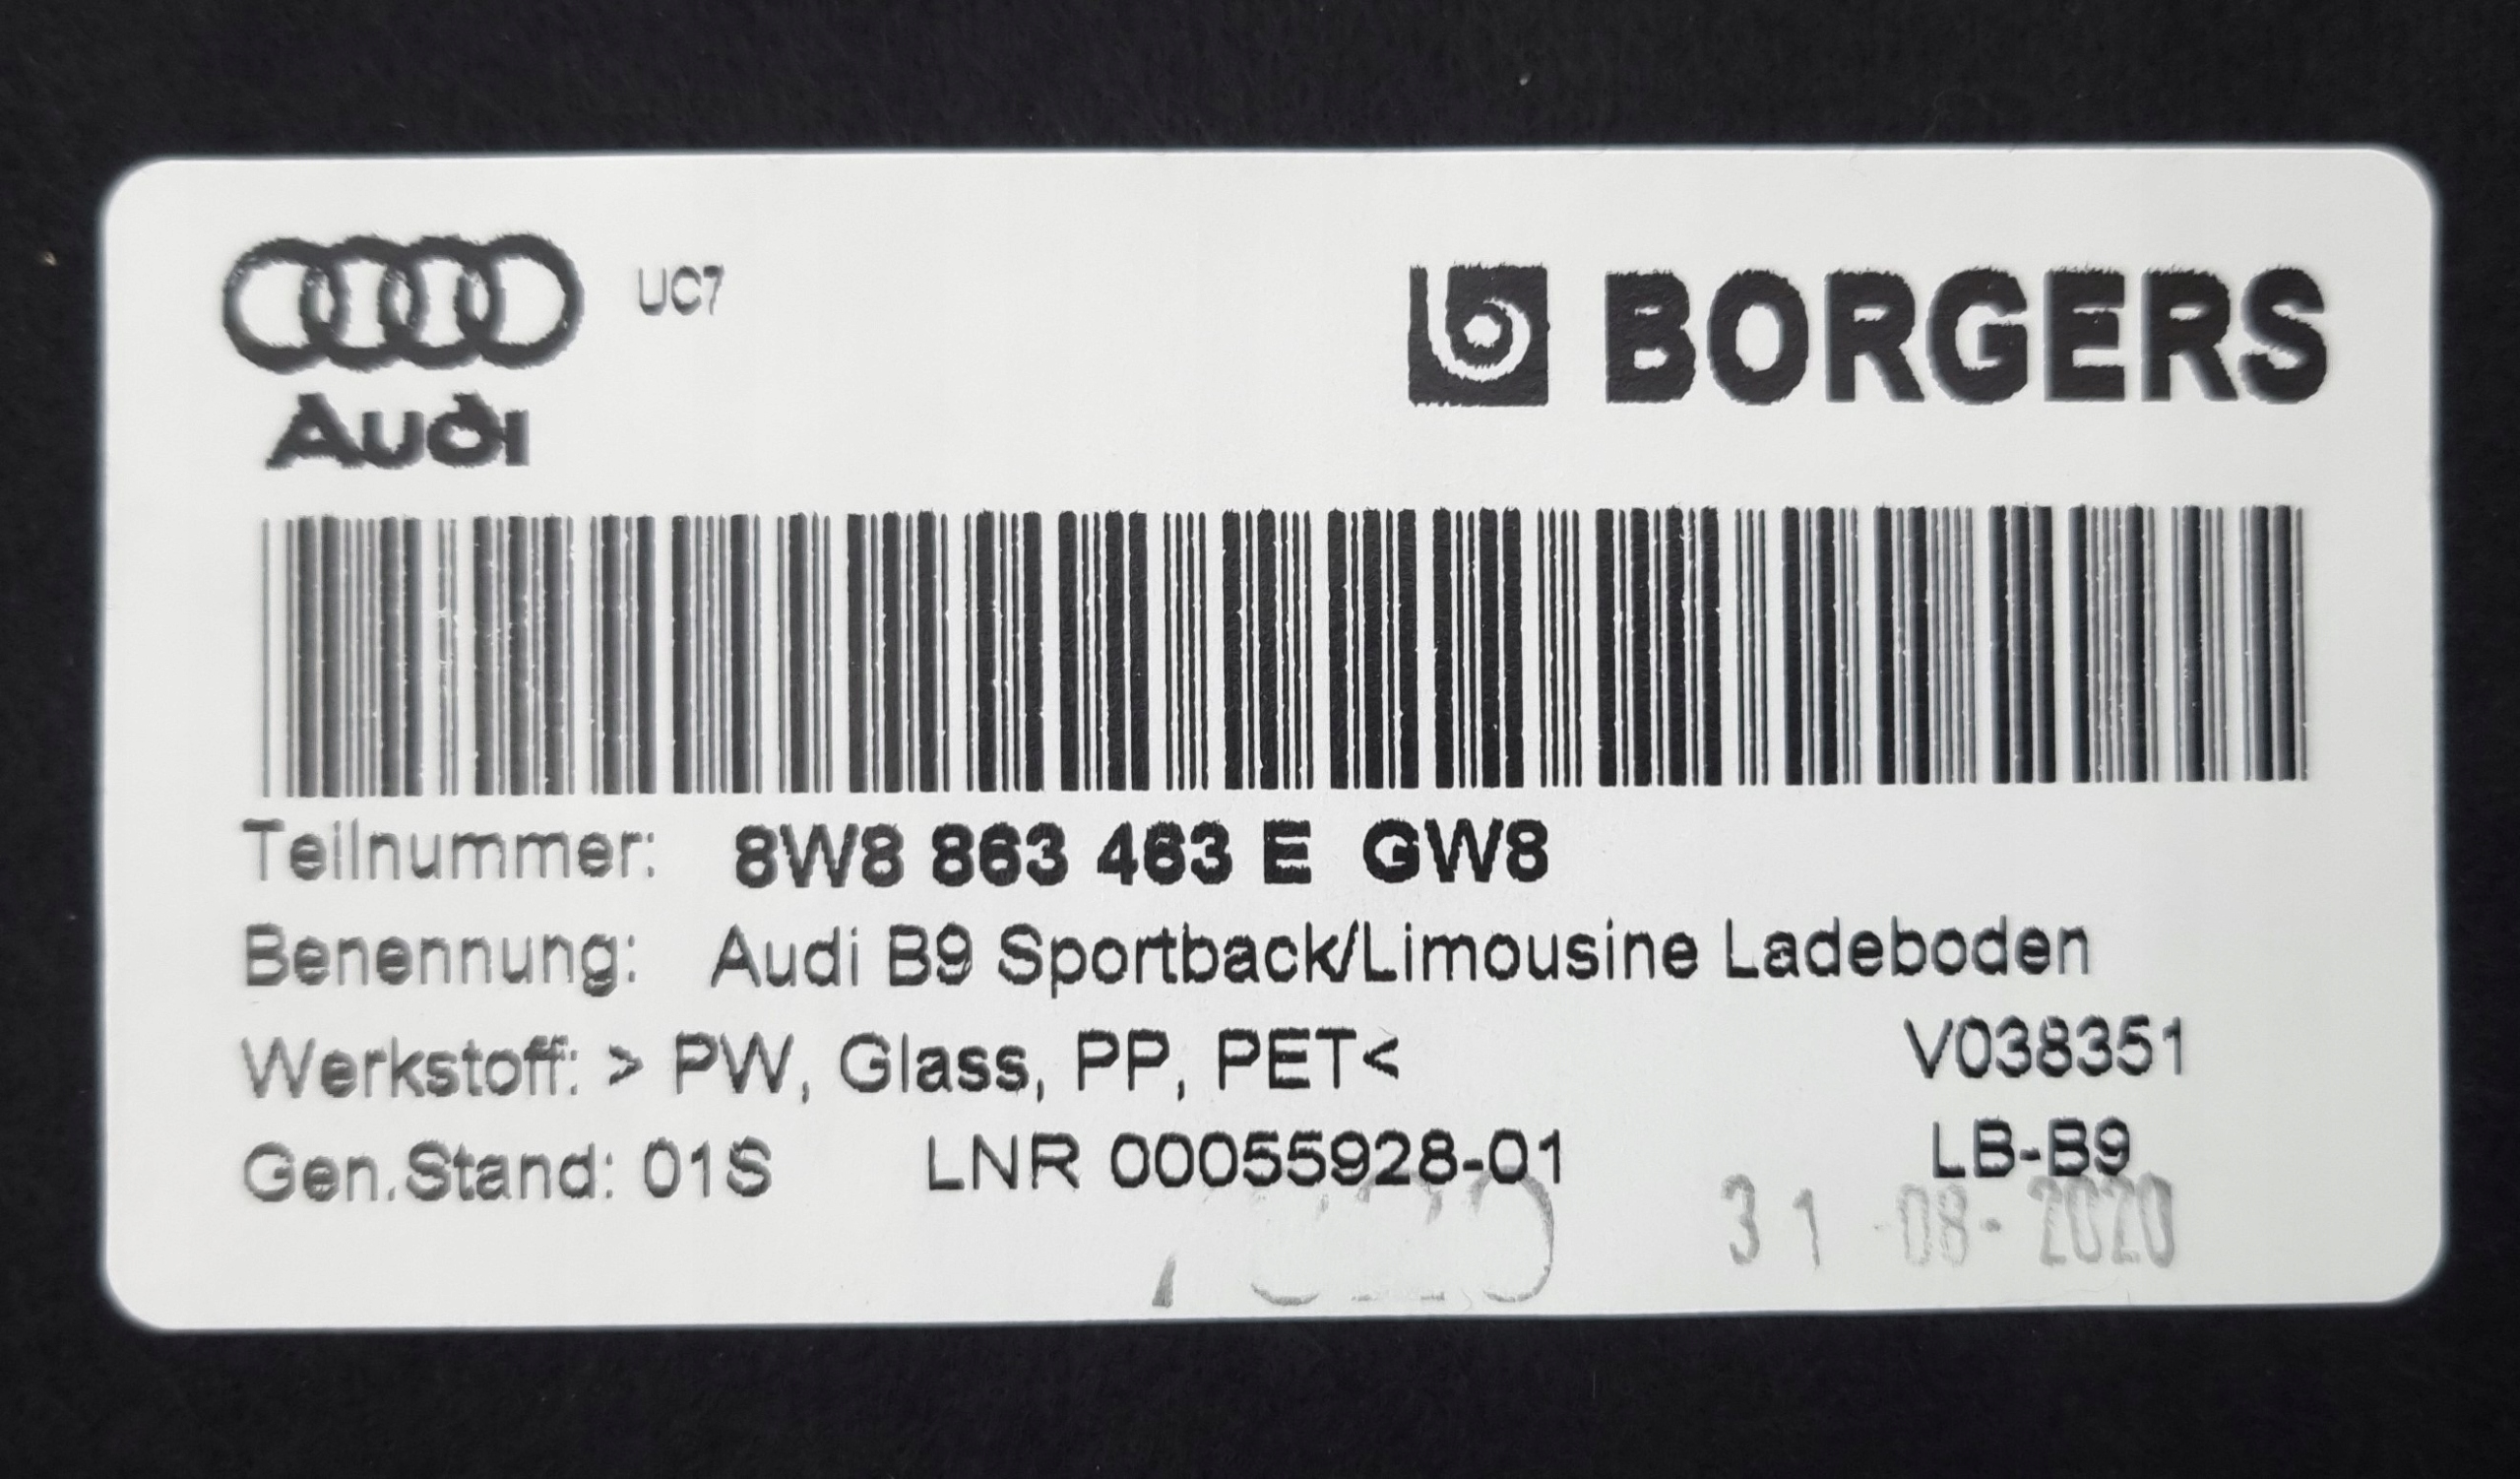 UC7
BORGERS
Audi
Teilnummer: 8W8 863 463 E GW8
Benennung: Audi B9 Sportback/Limousine Ladeboden
Werkstoff: > PW, Glass, PP, PET< V038351
Gen.Stand: 01S LNR 00055928-01 LB-B9
31-08-2020